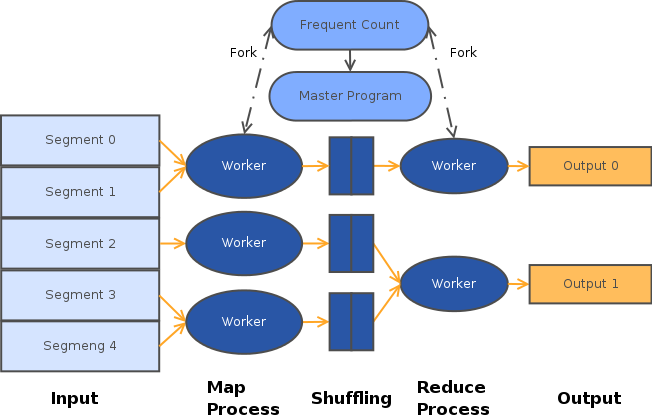 Frequent Count
Fork
Fork
Master Program
Segment 0
Segment 1
Segment 2
Segment 3
Segmeng 4
Worker
Worker
Worker
Worker
Worker
Output 0
Output 1
Input
Map
Process
Shuffling
Reduce
Process
Output